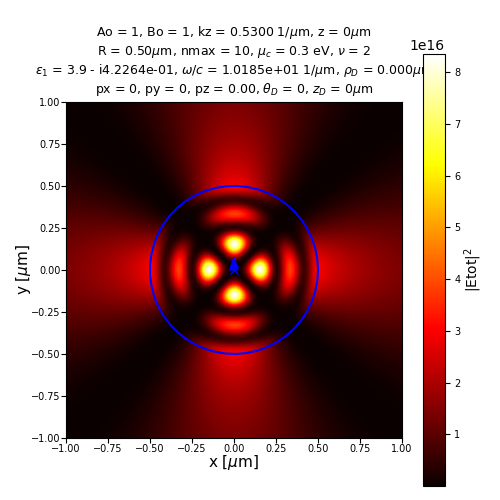 Ao = 1, Bo = 1, kz = 0.5300 1/μm, z = 0μm
R = 0.50μm, nmax = 10, μ_c = 0.3 eV, ν = 2
ε₁ = 3.9 - i4.2264e-01, ω/c = 1.0185e+01 1/μm, ρ_D = 0.000μ
px = 0, py = 0, pz = 0.00, θ_D = 0, z_D = 0μm
1e16
1.00
0.75
0.50
0.25
0.00
−0.25
−0.50
−0.75
−1.00
y [μm]
−1.00 −0.75 −0.50 −0.25 0.00 0.25 0.50 0.75 1.00
x [μm]
8
7
6
5
4
3
2
1
|Etot|²